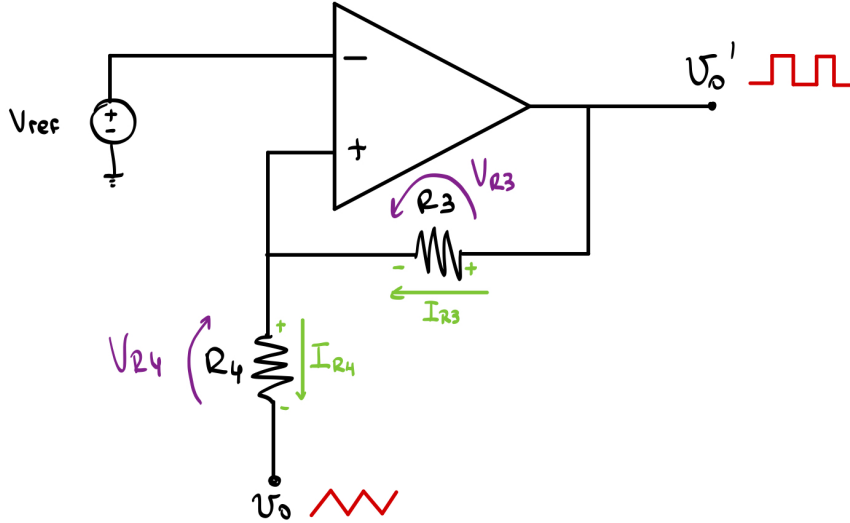 Vo'
−
Vref
+
-
+
VR3
R3
-
+
IR3
VR4
R4
+
IR4
-
Vo